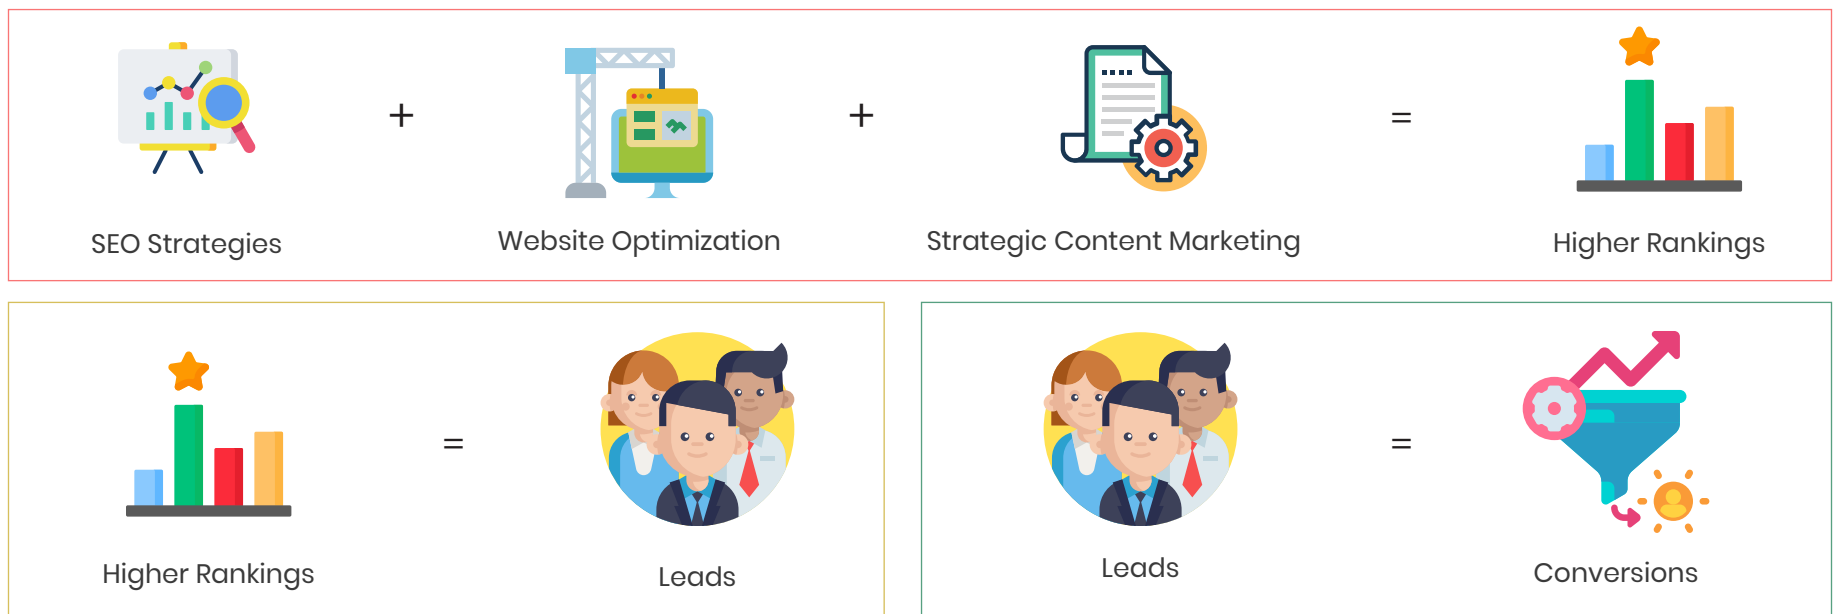 +
+
=
SEO Strategies
Website Optimization
Strategic Content Marketing
Higher Rankings
=
Higher Rankings
Leads
=
Leads
Conversions